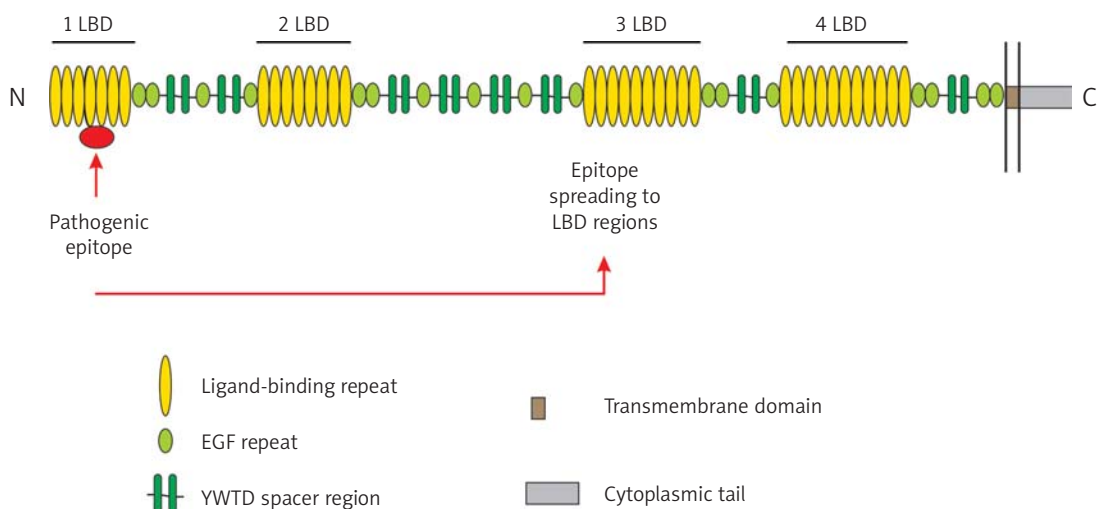 1 LBD
2 LBD
3 LBD
4 LBD
N
C
Pathogenic
epitope
Epitope
spreading to
LBD regions
Ligand-binding repeat
EGF repeat
YWTD spacer region
Transmembrane domain
Cytoplasmic tail